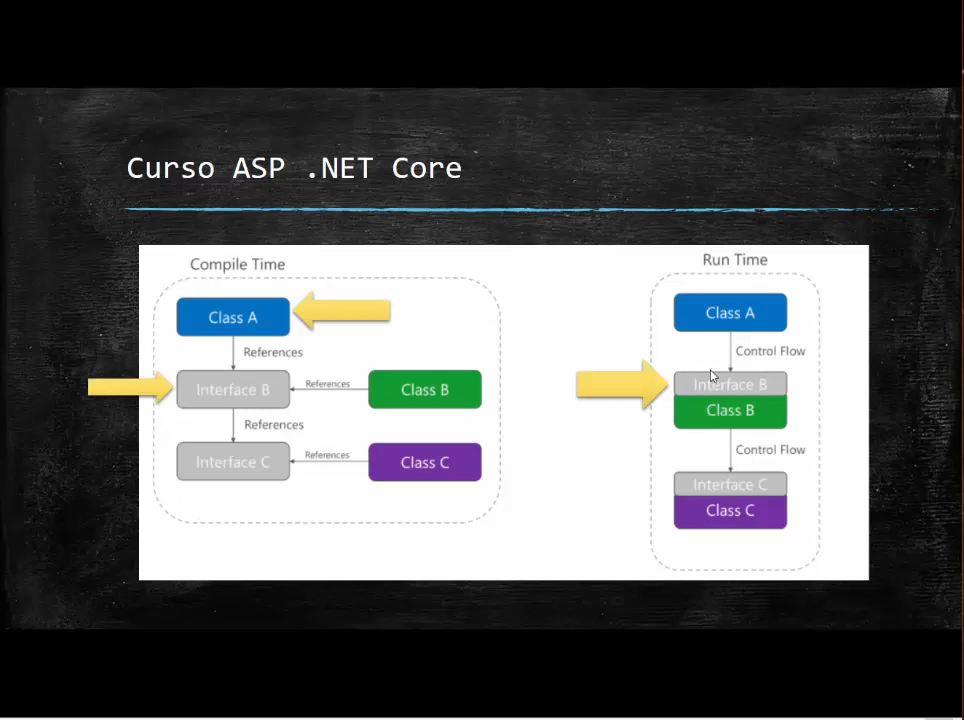 Curso ASP .NET Core
Compile Time
Class A
References
Interface B
References
Class B
References
Interface C
References
Class C
Run Time
Class A
Control Flow
Interface B
Class B
Control Flow
Interface C
Class C